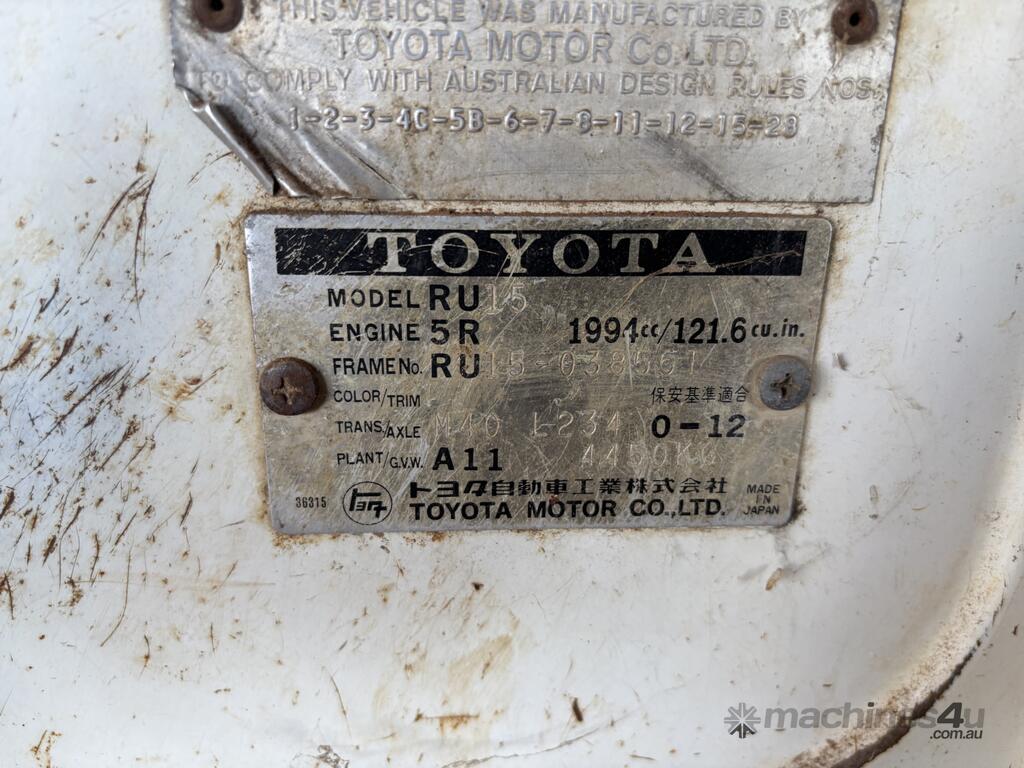 THIS VEHICLE WAS MANUFACTURED BY
TOYOTA MOTOR Co. LTD.
TO COMPLY WITH AUSTRALIAN DESIGN RULES NOS.
1-2-3-4C-5B-6-7-8-11-12-15-28
TOYOTA
MODEL RU15
ENGINE 5R 1994cc/121.6cu.in.
FRAME No. RU15-038561
COLOR/TRIM 保安基準適合
TRANS./AXLE M40 L234 0-12
PLANT/G.V.W. A11 4450KG
36315 トヨタ トヨタ自動車工業株式会社 MADE IN JAPAN
TOYOTA MOTOR CO.,LTD.
machines4u
.com.au